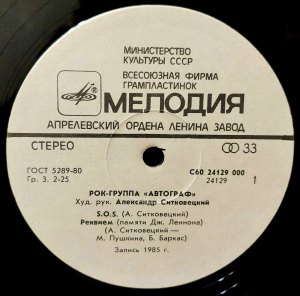 МИНИСТЕРСТВО
КУЛЬТУРЫ СССР
ВСЕСОЮЗНАЯ ФИРМА
ГРАМПЛАСТИНОК
МЕЛОДИЯ
АПРЕЛЕВСКИЙ ОРДЕНА ЛЕНИНА ЗАВОД
СТЕРЕО
33
ГОСТ 5289-80
Гр. 3. 2-25
С60 24129 000
24129
1
РОК-ГРУППА «АВТОГРАФ»
Худ. рук. Александр Ситковецкий
S.O.S. (А. Ситковецкий)
Реквием (памяти Дж. Леннона)
(А. Ситковецкий —
М. Пушкина, Б. Баркас)
Запись 1985 г.